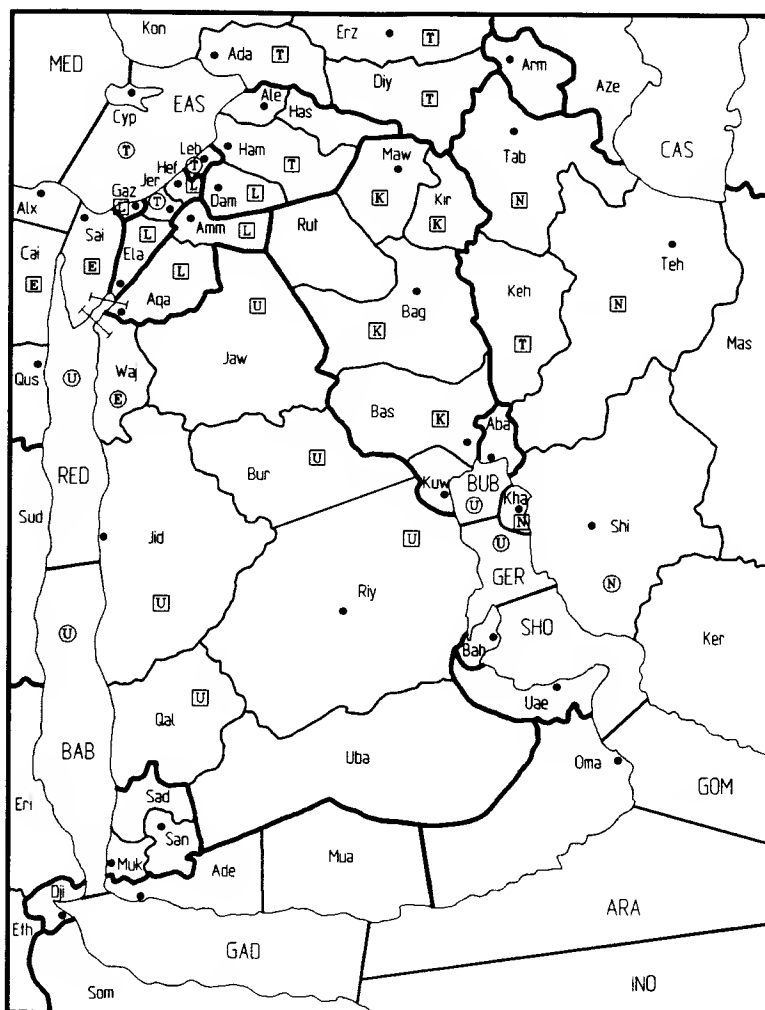 Kon
Erz T
MED
Ada T
Arm
Diy T
Aze
EAS
Ale
Has
Cyp
T
CAS
Tab
Leb
Ham T
Maw
Hef T
Jer L
Kir
Gaz T
Dam L
K
N
Alx
L
K
Sai
L Amm L
Rut
Cai
Ela
Teh
E
E
L
Aqa
U
Keh
N
Bag
K
T
Mas
Waj
Jaw
Qus
U
E
Bas K
Aba
Bur U
RED
Kuw BUB
Kha
U
N
Sud
Shi
Jid
U
U
GER
N
Riy
SHO
U
U
Bah
Ker
Qal U
Uae
BAB
Uba
Oma
GOM
Sad
Eri
San
Muk
Ade
Mua
Dji
ARA
Eth
GAD
INO
Som